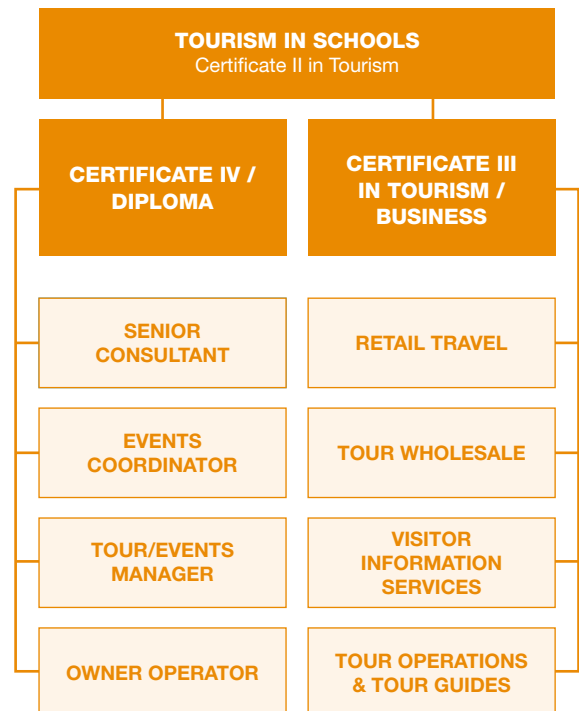 TOURISM IN SCHOOLS
Certificate II in Tourism
CERTIFICATE IV /
DIPLOMA
CERTIFICATE III
IN TOURISM /
BUSINESS
SENIOR
CONSULTANT
RETAIL TRAVEL
EVENTS
COORDINATOR
TOUR WHOLESALE
TOUR/EVENTS
MANAGER
VISITOR
INFORMATION
SERVICES
OWNER OPERATOR
TOUR OPERATIONS
& TOUR GUIDES